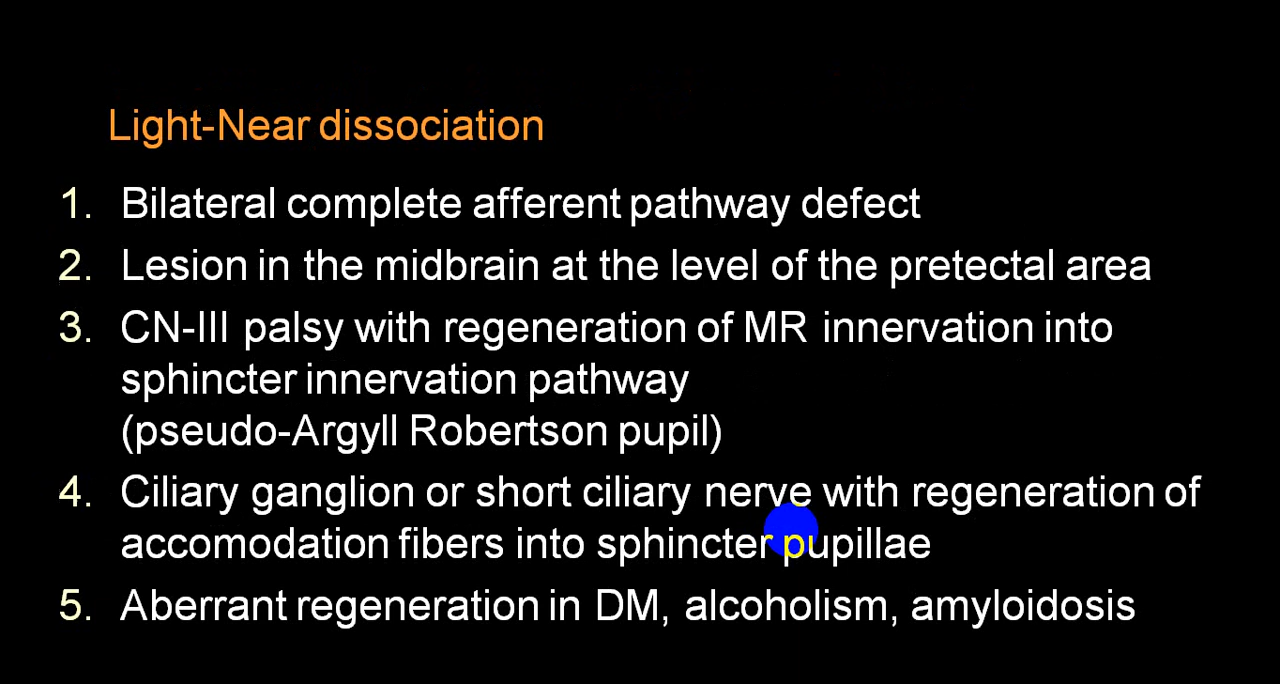 Light-Near dissociation
1. Bilateral complete afferent pathway defect
2. Lesion in the midbrain at the level of the pretectal area
3. CN-III palsy with regeneration of MR innervation into
sphincter innervation pathway
(pseudo-Argyll Robertson pupil)
4. Ciliary ganglion or short ciliary nerve with regeneration of
accomodation fibers into sphincter pupillae
5. Aberrant regeneration in DM, alcoholism, amyloidosis